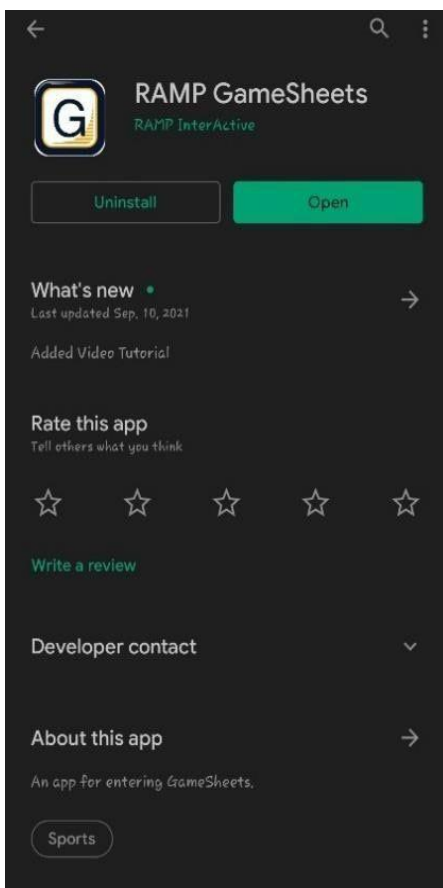 RAMP GameSheets
G
RAMP InterActive
Uninstall
Open
What's new
Last updated Sep. 10, 2021
Added Video Tutorial
Rate this app
Tell others what you think
Write a review
Developer contact
About this app
An app for entering GameSheets.
Sports